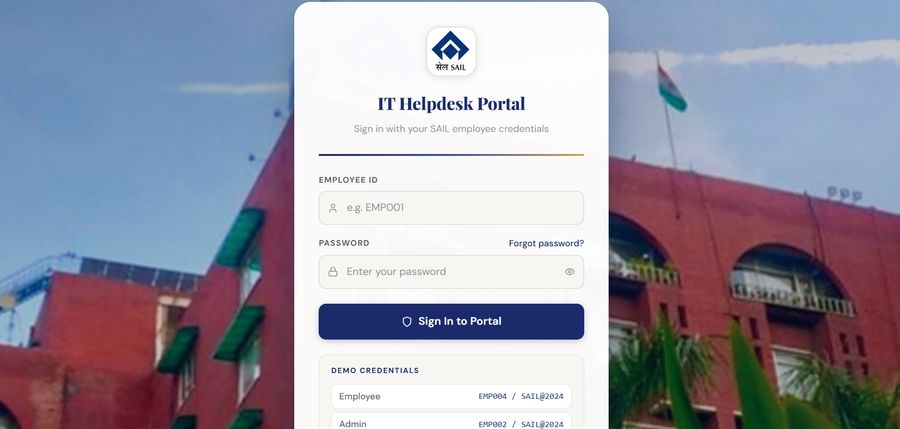 सेल SAIL
IT Helpdesk Portal
Sign in with your SAIL employee credentials
EMPLOYEE ID
e.g. EMP001
PASSWORD Forgot password?
Enter your password
Sign In to Portal
DEMO CREDENTIALS
Employee EMP004 / SAIL@2024
Admin EMP002 / SAIL@2024